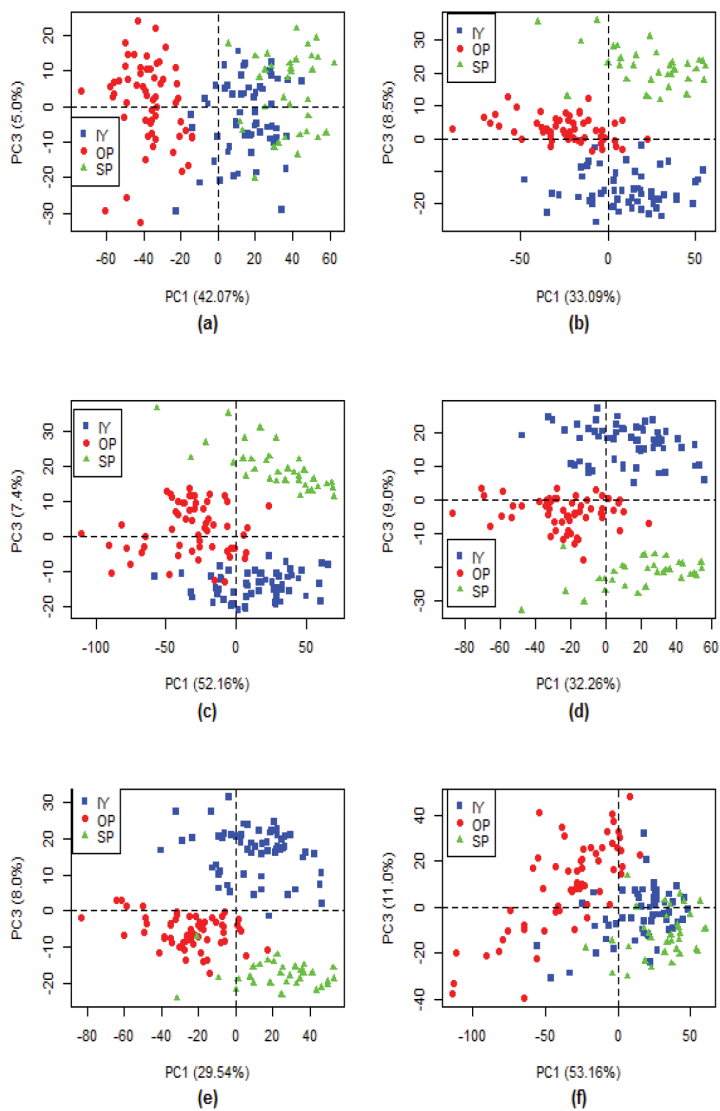 PC3 (5.0%)
20
10
0
-10
-20
-30
IY
OP
SP
-60
-40
-20
0
20
40
60
PC1 (42.07%)
(a)
PC3 (8.5%)
20
0
-20
IY
OP
SP
-50
0
50
PC1 (33.09%)
(b)
PC3 (7.4%)
30
20
10
0
-10
-20
IY
OP
SP
-100
-50
0
50
PC1 (52.16%)
(c)
PC3 (9.0%)
20
10
0
-10
-30
IY
OP
SP
-80
-60
-40
-20
0
20
40
60
PC1 (32.26%)
(d)
PC3 (8.0%)
30
20
10
0
-10
-20
IY
OP
SP
-80
-60
-40
-20
0
20
40
PC1 (29.54%)
(e)
PC3 (11.0%)
40
20
0
-20
-40
IY
OP
SP
-100
-50
0
50
PC1 (53.16%)
(f)